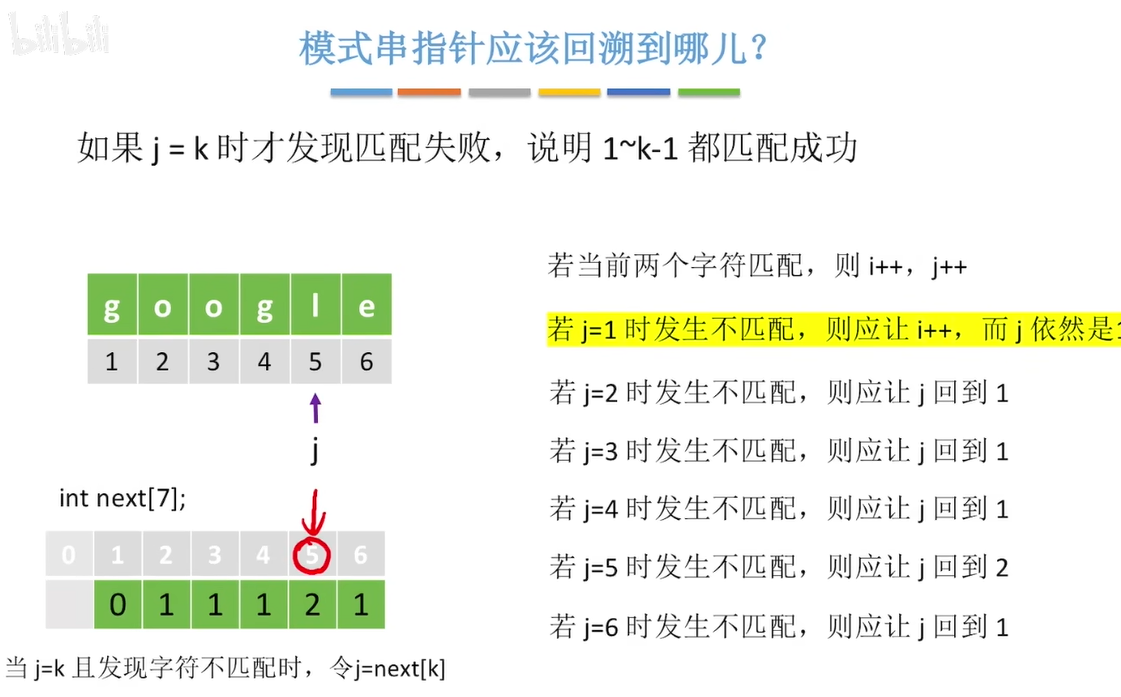 bilibili
模式串指针应该回溯到哪儿？
如果 j = k 时才发现匹配失败，说明 1~k-1 都匹配成功
若当前两个字符匹配，则 i++，j++
g o o g l e
若 j=1 时发生不匹配，则应让 i++，而 j 依然是1
1 2 3 4 5 6
若 j=2 时发生不匹配，则应让 j 回到 1
j
若 j=3 时发生不匹配，则应让 j 回到 1
int next[7];
若 j=4 时发生不匹配，则应让 j 回到 1
0 1 2 3 4 5 6
若 j=5 时发生不匹配，则应让 j 回到 2
0 1 1 1 2 1
若 j=6 时发生不匹配，则应让 j 回到 1
当 j=k 且发现字符不匹配时，令j=next[k]